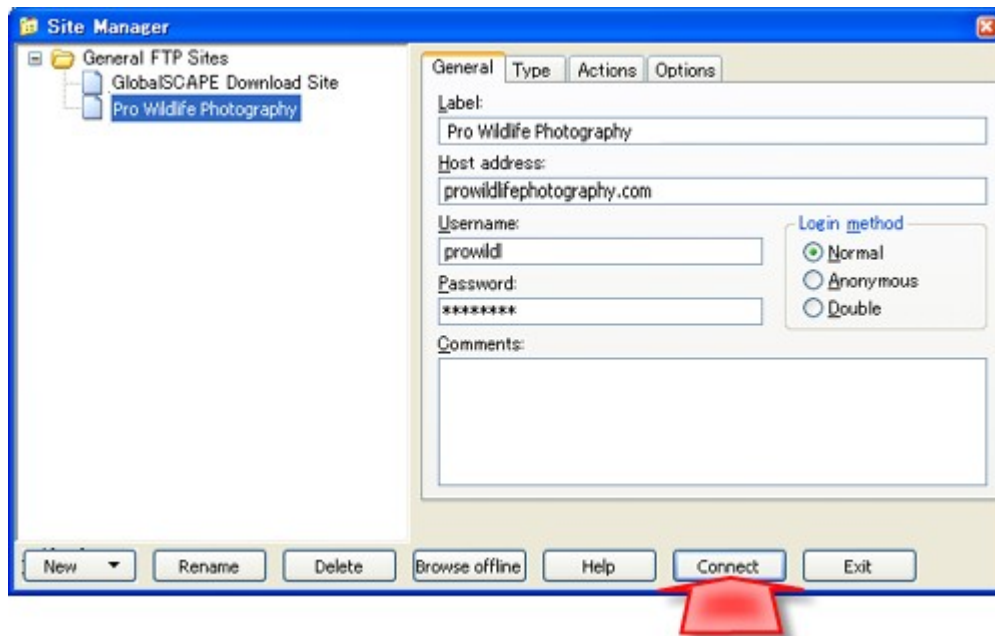 Site Manager
General FTP Sites
GlobalSCAPE Download Site
Pro Wildlife Photography
General Type Actions Options
Label:
Pro Wildlife Photography
Host address:
prowildlifephotography.com
Username:
prowildl
Login method
Normal
Anonymous
Double
Password:
********
Comments:
New Rename Delete Browse offline Help Connect Exit